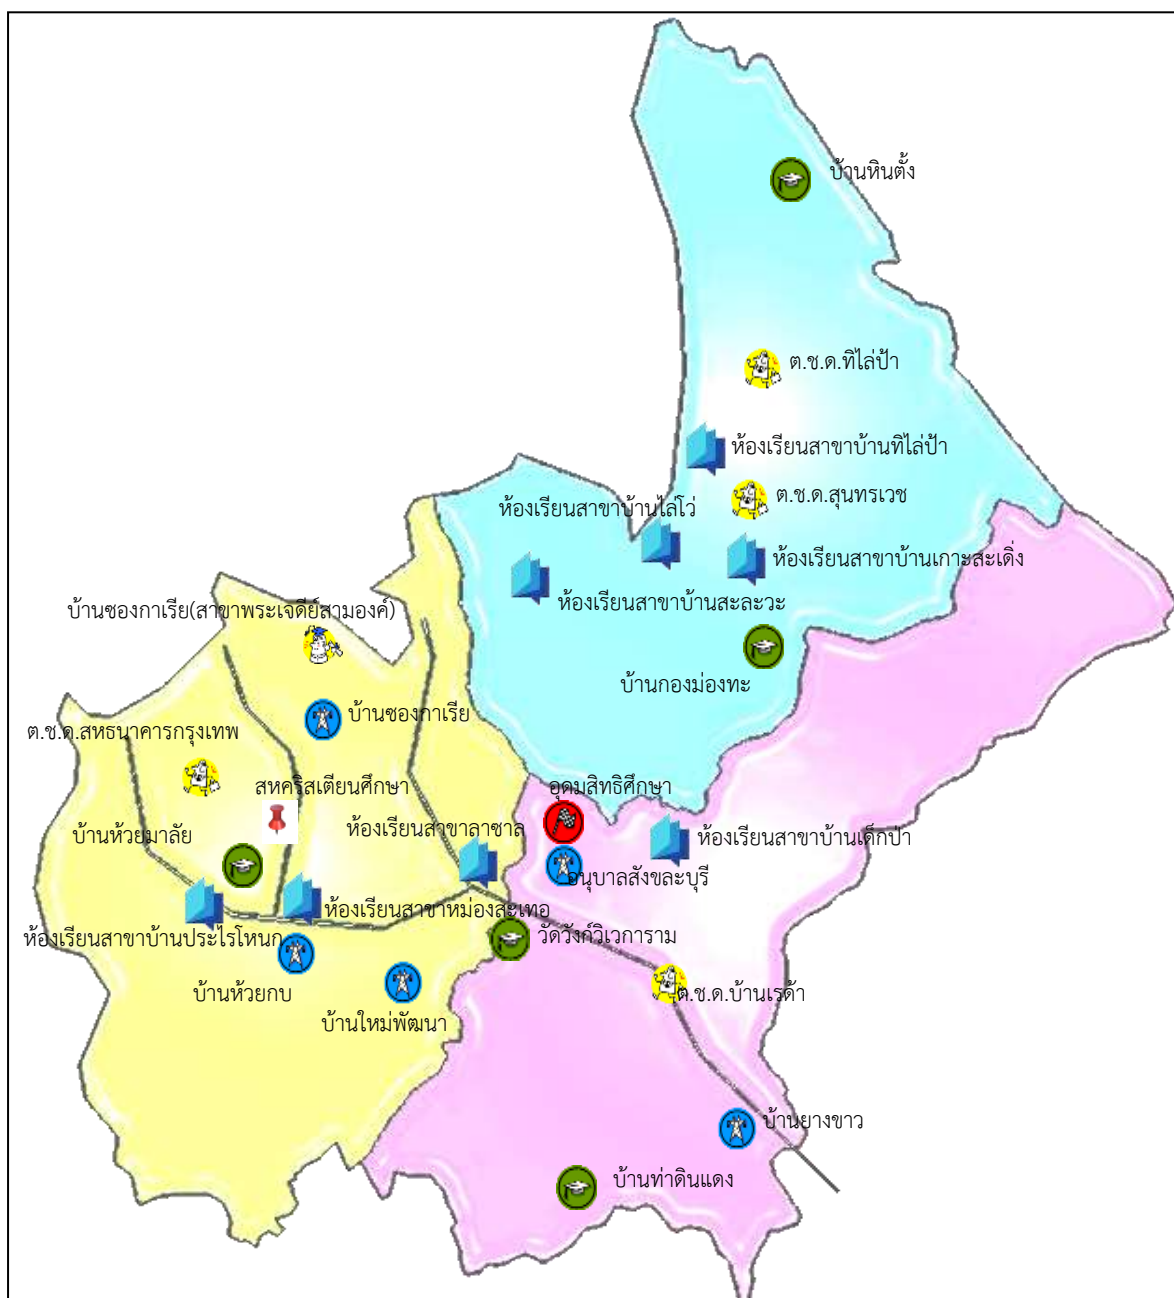 บ้านหินตั้ง
ต.ช.ด.ทิไล่ป้า
ห้องเรียนสาขาบ้านทิไล่ป้า
ต.ช.ด.สุนทรเวช
ห้องเรียนสาขาบ้านไล่โว่
ห้องเรียนสาขาบ้านเกาะสะเดิ่ง
ห้องเรียนสาขาบ้านสะละวะ
บ้านซองกาเรีย(สาขาพระเจดีย์สามองค์)
บ้านกองม่องทะ
บ้านซองกาเรีย
ต.ช.ด.สหธนาคารกรุงเทพ
สหคริสเตียนศึกษา
อุดมสิทธิศึกษา
บ้านห้วยมาลัย
ห้องเรียนสาขาลาซาล
ห้องเรียนสาขาบ้านเด็กป่า
อนุบาลสังขละบุรี
ห้องเรียนสาขาหม่องสะเทอ
ห้องเรียนสาขาบ้านประไรโหนก
วัดวังก์วิเวการาม
บ้านห้วยกบ
ต.ช.ด.บ้านเรด้า
บ้านใหม่พัฒนา
บ้านยางขาว
บ้านท่าดินแดง